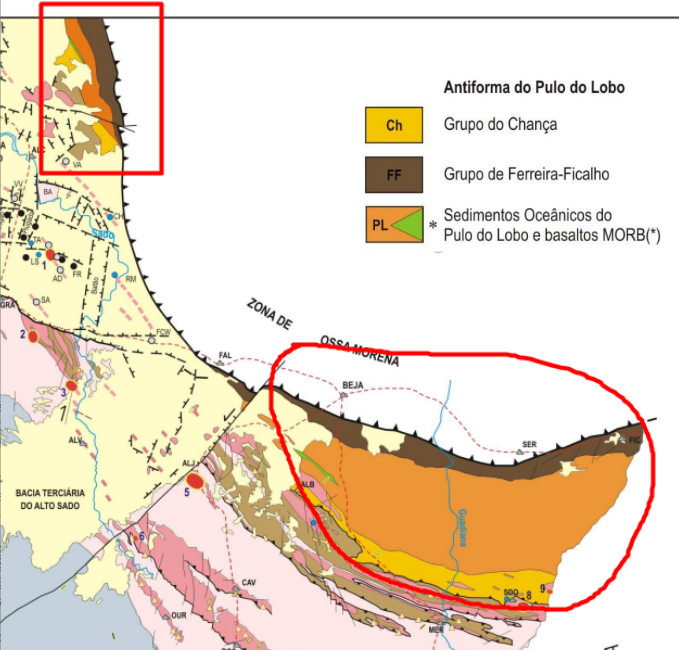 Antiforma do Pulo do Lobo
Ch
Grupo do Chança
FF
Grupo de Ferreira-Ficalho
PL
*
Sedimentos Oceânicos do
Pulo do Lobo e basaltos MORB(*)
VA
VV
BA
CH
Sado
TA
LS
1
AD
FR
RM
SA
GRA
FCW
2
3
ZONA DE
OSSA MORENA
FAL
BEJA
SER
FIC
ALV
ALJ
5
ALB
Guadiana
BACIA TERCIÁRIA
DO ALTO SADO
6
CAV
OUR
SDO
8
9
MER